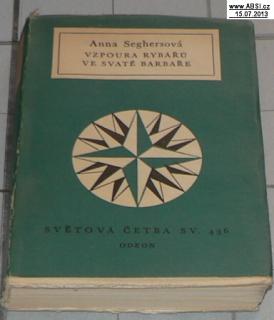 www.ABSI.cz
15.07.2013
Anna Seghersová
VZPOURA RYBÁŘŮ
VE SVATÉ BARBAŘE
SVĚTOVÁ ČETBA SV. 436
ODEON